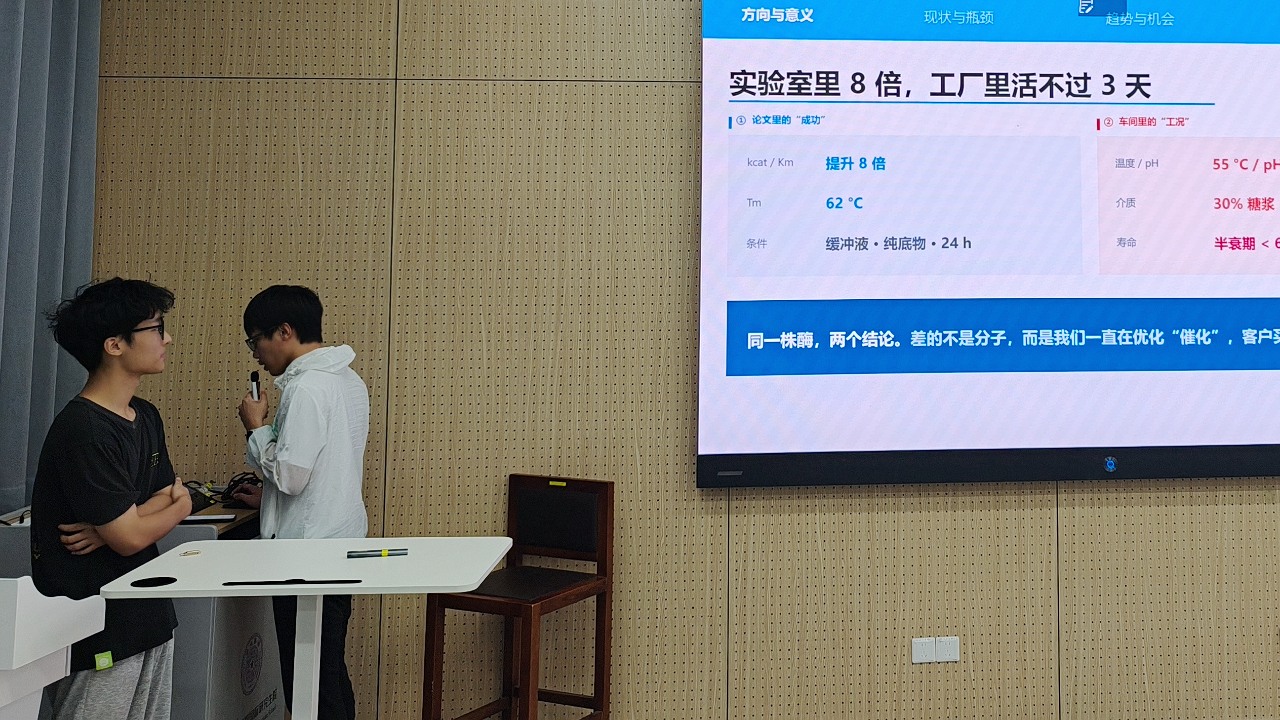 方向与意义
现状与瓶颈
趋势与机会
实验室里 8 倍，工厂里活不过 3 天
① 论文里的“成功”
kcat / Km 提升 8 倍
Tm 62 °C
条件 缓冲液・纯底物・24 h
② 车间里的“工况”
温度 / pH 55 °C / pH
介质 30% 糖浆
寿命 半衰期 < 6
同一株酶，两个结论。差的不是分子，而是我们一直在优化“催化”，客户买